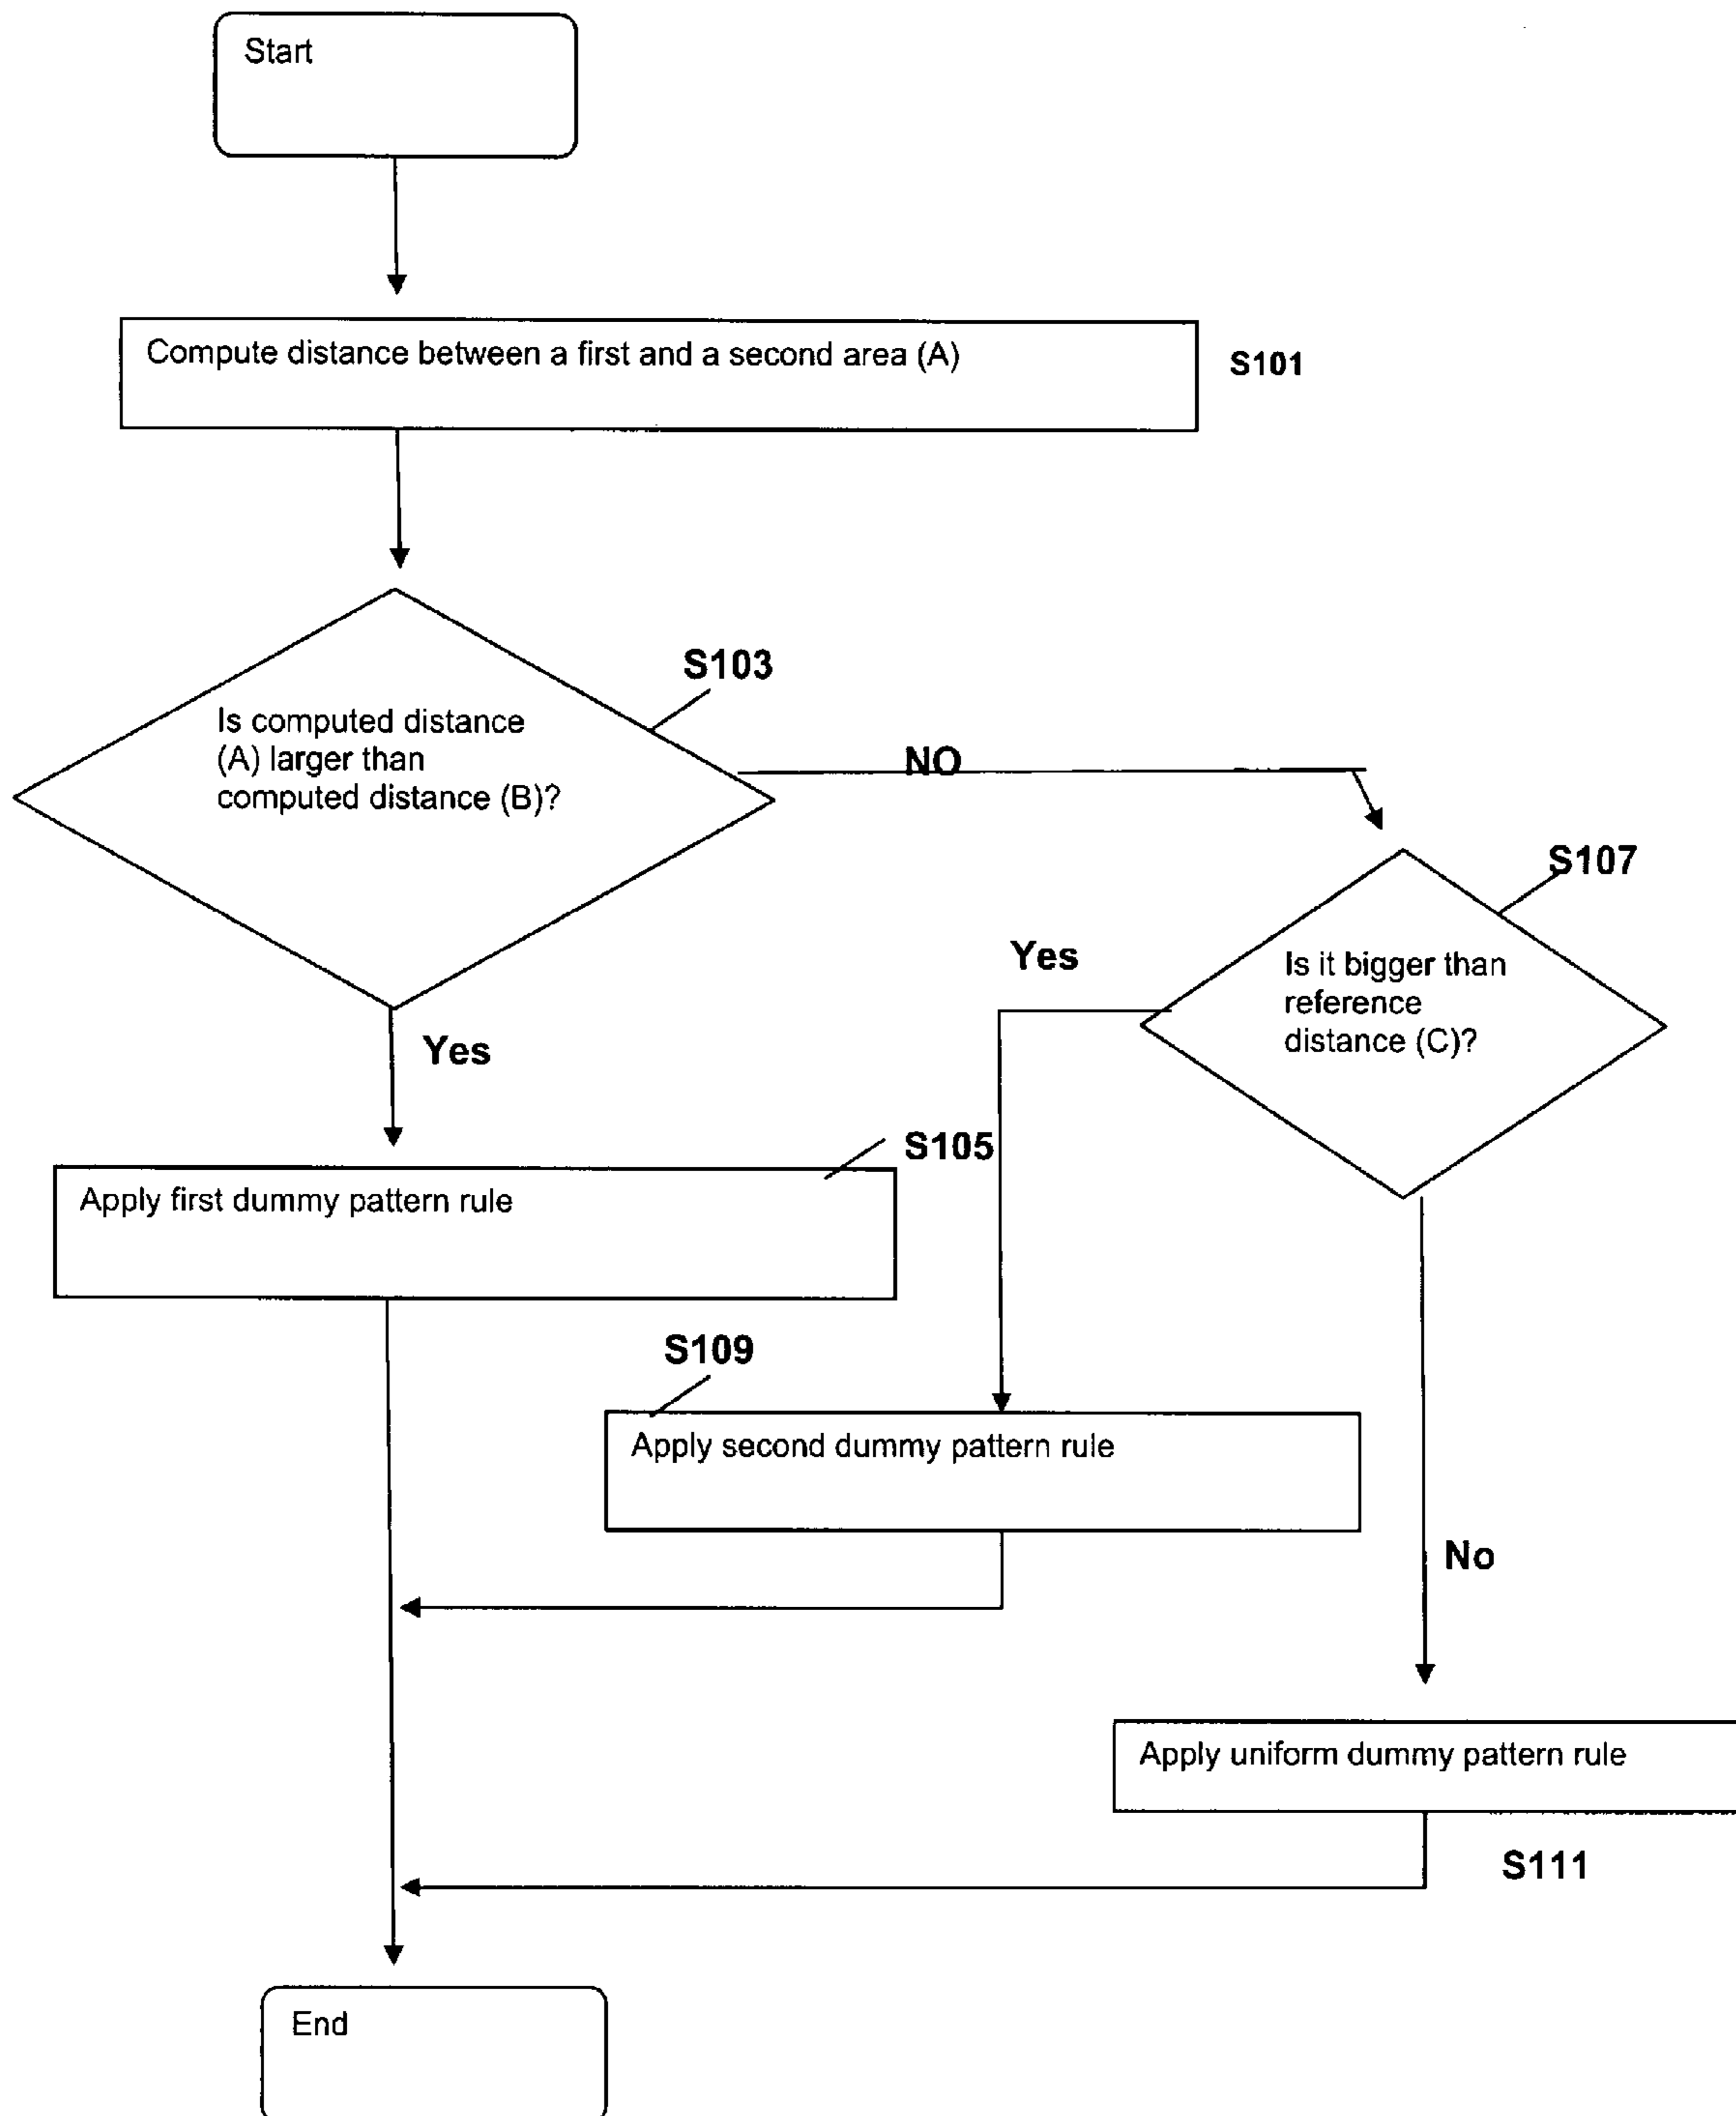 Start
Compute distance between a first and a second area (A)
S101
S103
Is computed distance
(A) larger than
computed distance (B)?
NO
S107
Is it bigger than
reference
distance (C)?
Yes
Yes
S105
Apply first dummy pattern rule
S109
Apply second dummy pattern rule
No
Apply uniform dummy pattern rule
S111
End